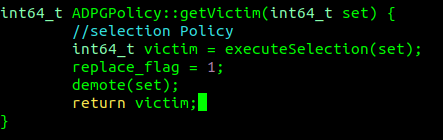 int64_t ADPGPolicy::getVictim(int64_t set) {
//selection Policy
int64_t victim = executeSelection(set);
replace_flag = 1;
demote(set);
return victim;
}